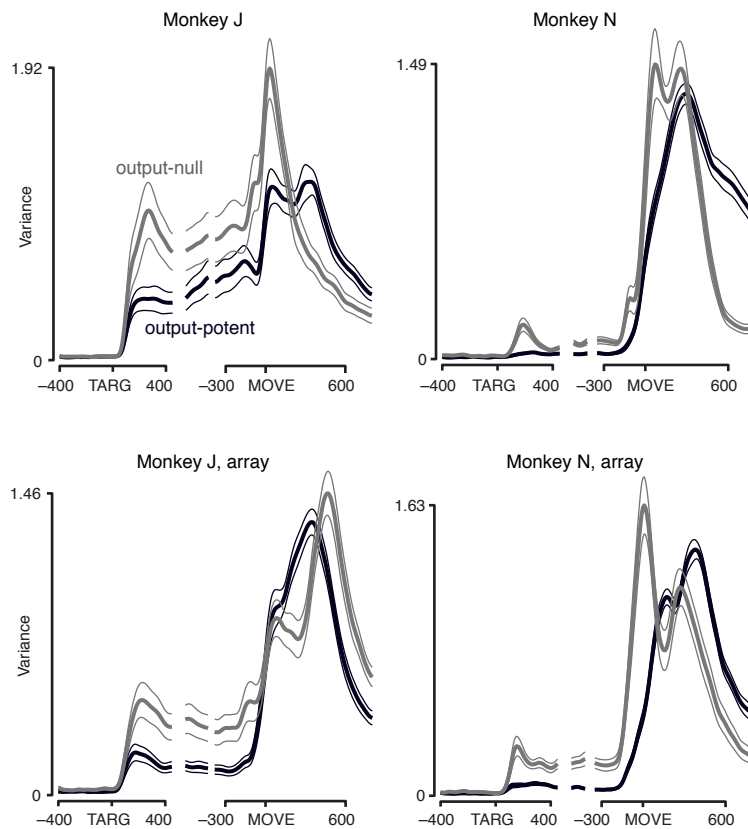 Monkey J
Monkey N
1.92
1.49
output-null
Variance
output-potent
0
0
−400 TARG 400 −300 MOVE 600
−400 TARG 400 −300 MOVE 600
Monkey J, array
Monkey N, array
1.46
1.63
Variance
0
0
−400 TARG 400 −300 MOVE 600
−400 TARG 400 −300 MOVE 600